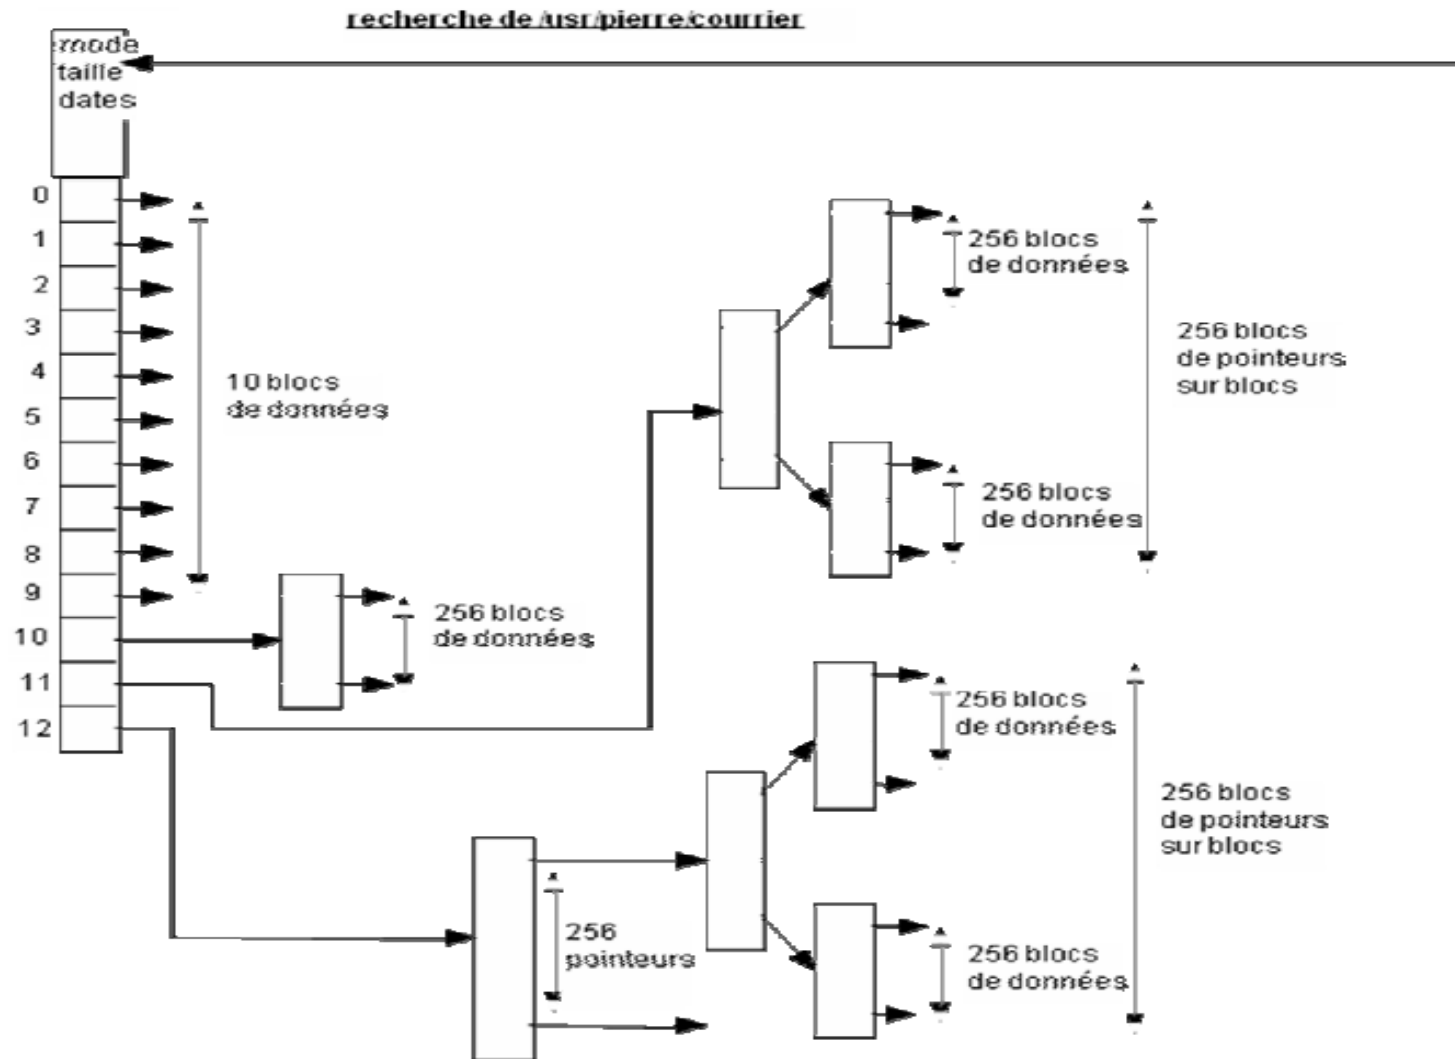 recherche de /usr/pierre/courrier
mode
taille
dates
0
1
2
3
4
5
6
7
8
9
10
11
12
10 blocs
de données
256 blocs
de données
256 blocs
de données
256 blocs
de pointeurs
sur blocs
256 blocs
de données
256 blocs
de données
256 blocs
de pointeurs
sur blocs
256
pointeurs
256 blocs
de données